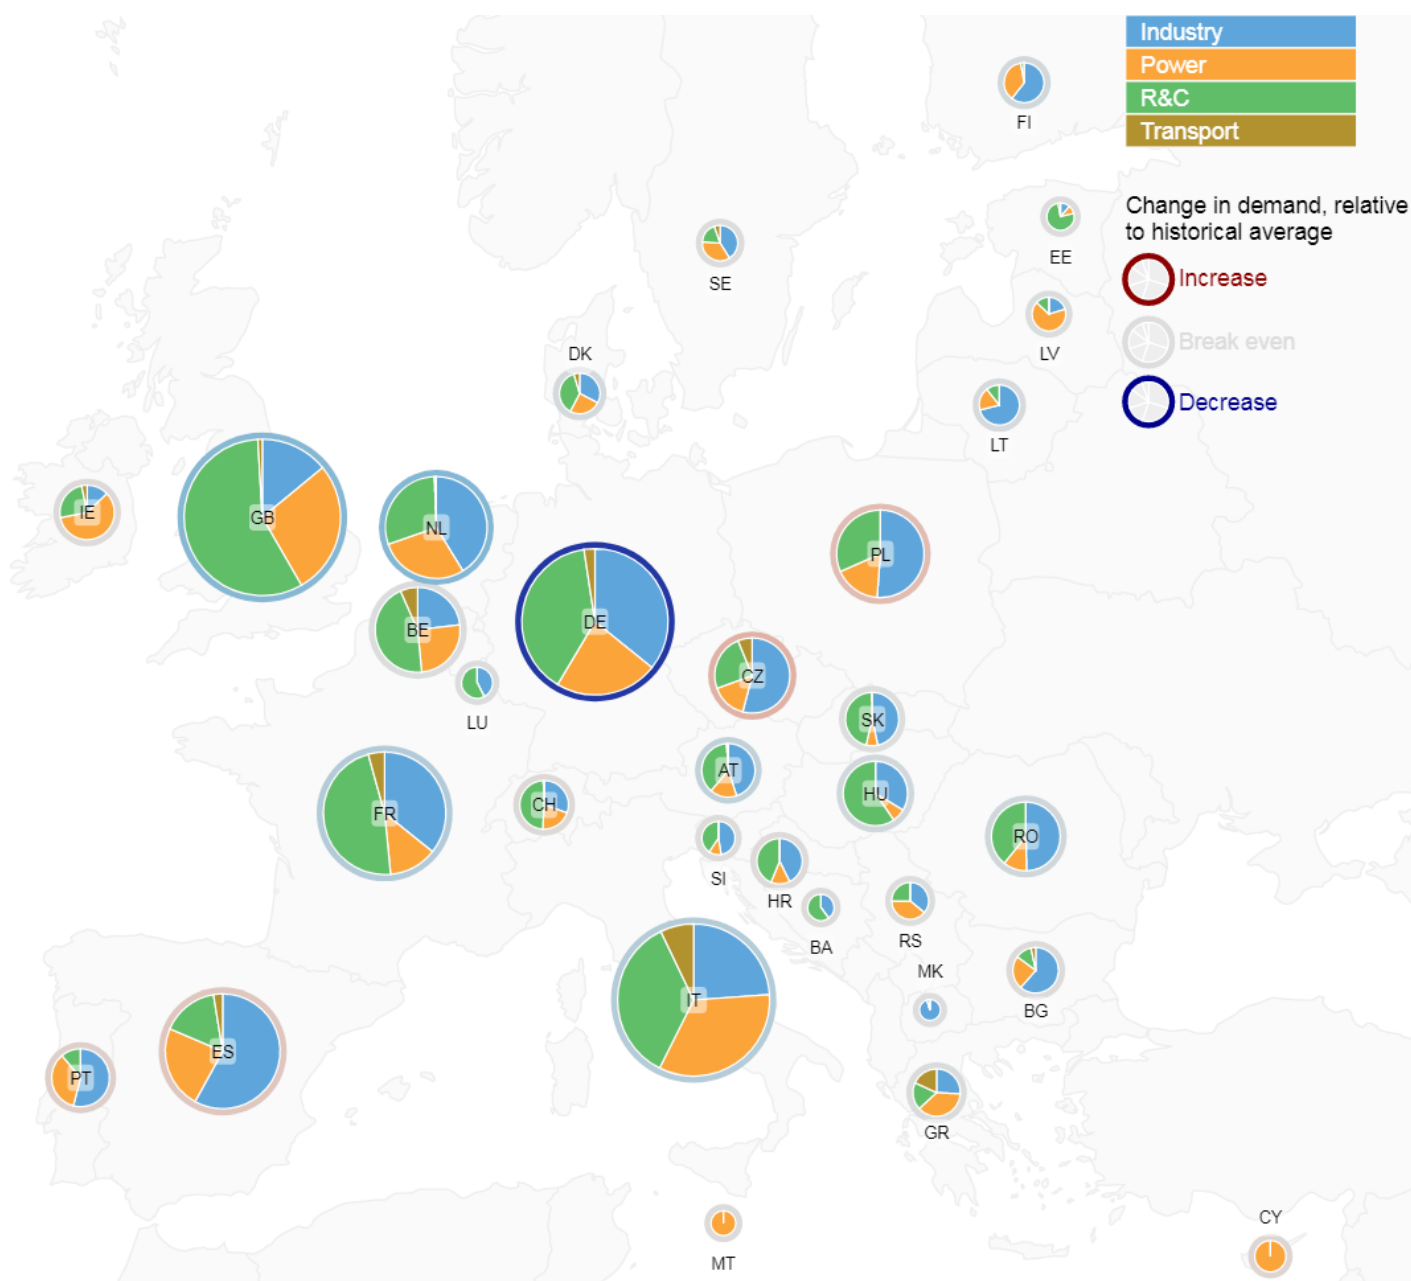 Industry
Power
R&C
Transport
Change in demand, relative
to historical average
Increase
Break even
Decrease
FI
EE
SE
LV
DK
LT
IE
GB
NL
PL
BE
DE
CZ
LU
SK
AT
HU
FR
CH
RO
SI
HR
BA
RS
MK
BG
IT
ES
PT
GR
MT
CY